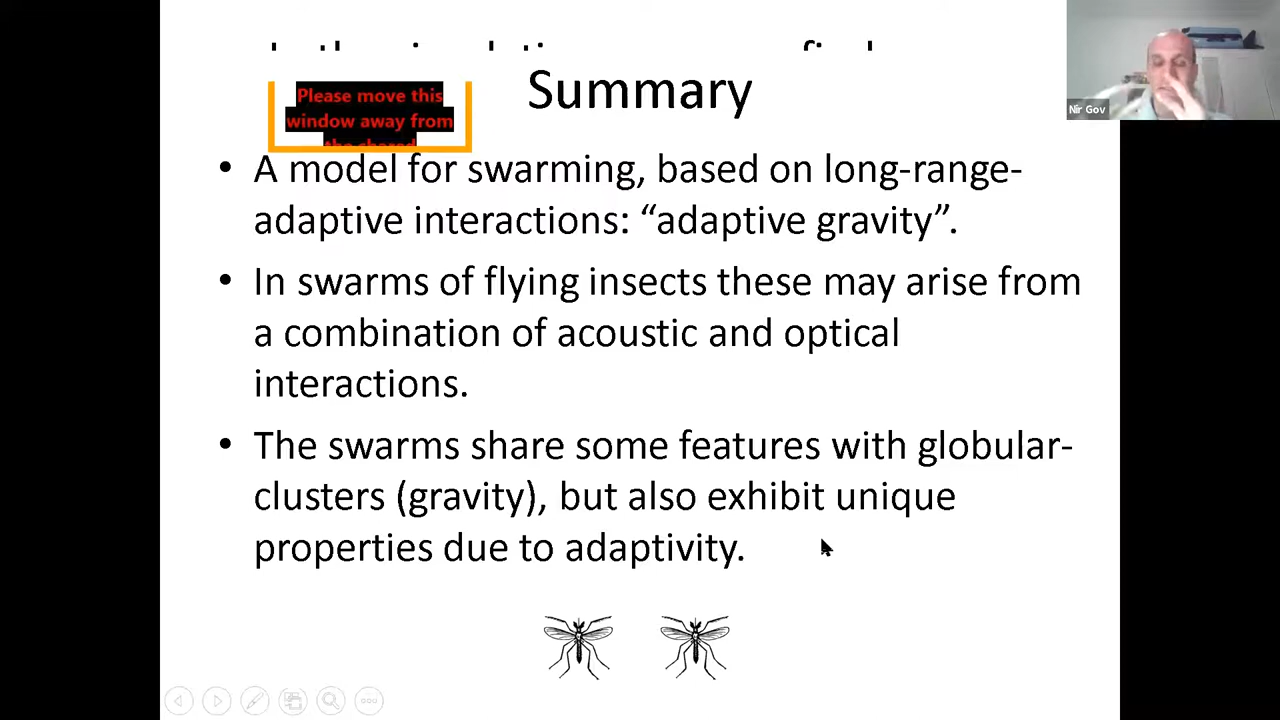 Summary
Please move this
window away from
the shared
Nir Gov
• A model for swarming, based on long-range-
adaptive interactions: “adaptive gravity”.
• In swarms of flying insects these may arise from
a combination of acoustic and optical
interactions.
• The swarms share some features with globular-
clusters (gravity), but also exhibit unique
properties due to adaptivity.